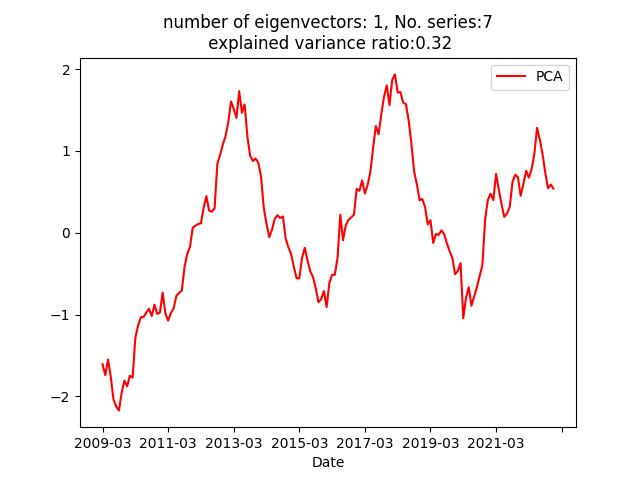 number of eigenvectors: 1, No. series:7
explained variance ratio:0.32
PCA
2
1
0
−1
−2
2009-03 2011-03 2013-03 2015-03 2017-03 2019-03 2021-03
Date